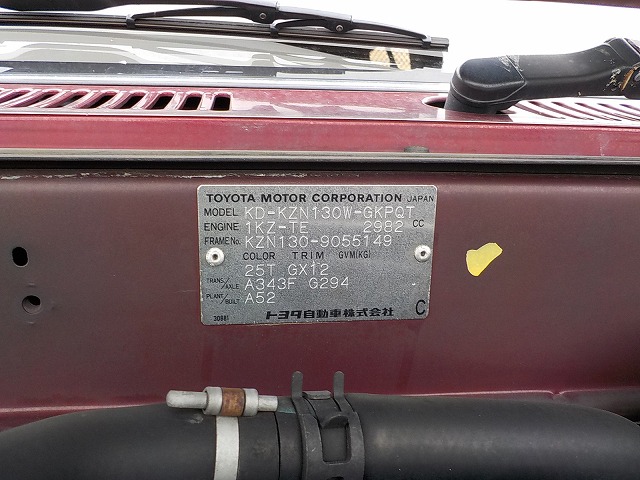 TOYOTA MOTOR CORPORATION JAPAN
MODEL KD-KZN130W-GKPQT
ENGINE 1KZ-TE 2982 CC
FRAME No. KZN130-9055149
COLOR TRIM GVM(KG)
25T GX12
TRANS/AXLE A343F G294
PLANT/BUILT A52
30981 トヨタ自動車株式会社 C